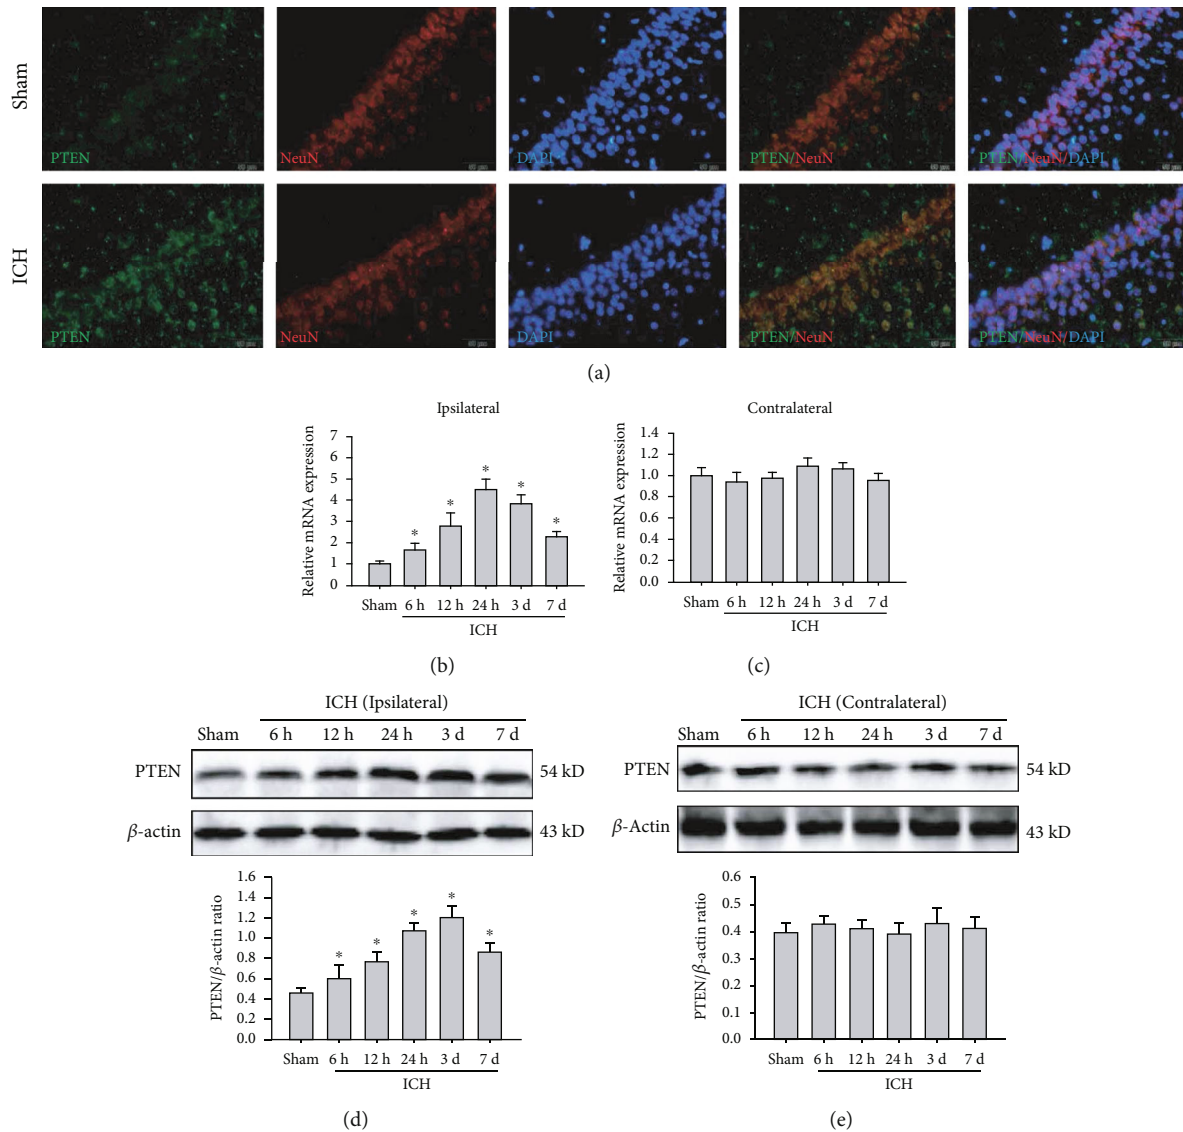 Sham
PTEN
NeuN
DAPI
PTEN/NeuN
PTEN/NeuN/DAPI
ICH
PTEN
NeuN
DAPI
PTEN/NeuN
PTEN/NeuN/DAPI
(a)
Ipsilateral
Relative mRNA expression
7
6
5
4
3
2
1
0
*
*
*
*
*
Sham 6 h 12 h 24 h 3 d 7 d
ICH
(b)
Contralateral
Relative mRNA expression
1.4
1.2
1.0
0.8
0.6
0.4
0.2
0.0
Sham 6 h 12 h 24 h 3 d 7 d
ICH
(c)
ICH (Ipsilateral)
Sham 6 h 12 h 24 h 3 d 7 d
PTEN 54 kD
β-actin 43 kD
PTEN/β-actin ratio
1.6
1.4
1.2
1.0
0.8
0.6
0.4
0.2
0.0
*
*
*
*
*
Sham 6 h 12 h 24 h 3 d 7 d
ICH
(d)
ICH (Contralateral)
Sham 6 h 12 h 24 h 3 d 7 d
PTEN 54 kD
β-Actin 43 kD
PTEN/β-actin ratio
0.6
0.5
0.4
0.3
0.2
0.1
0.0
Sham 6 h 12 h 24 h 3 d 7 d
ICH
(e)